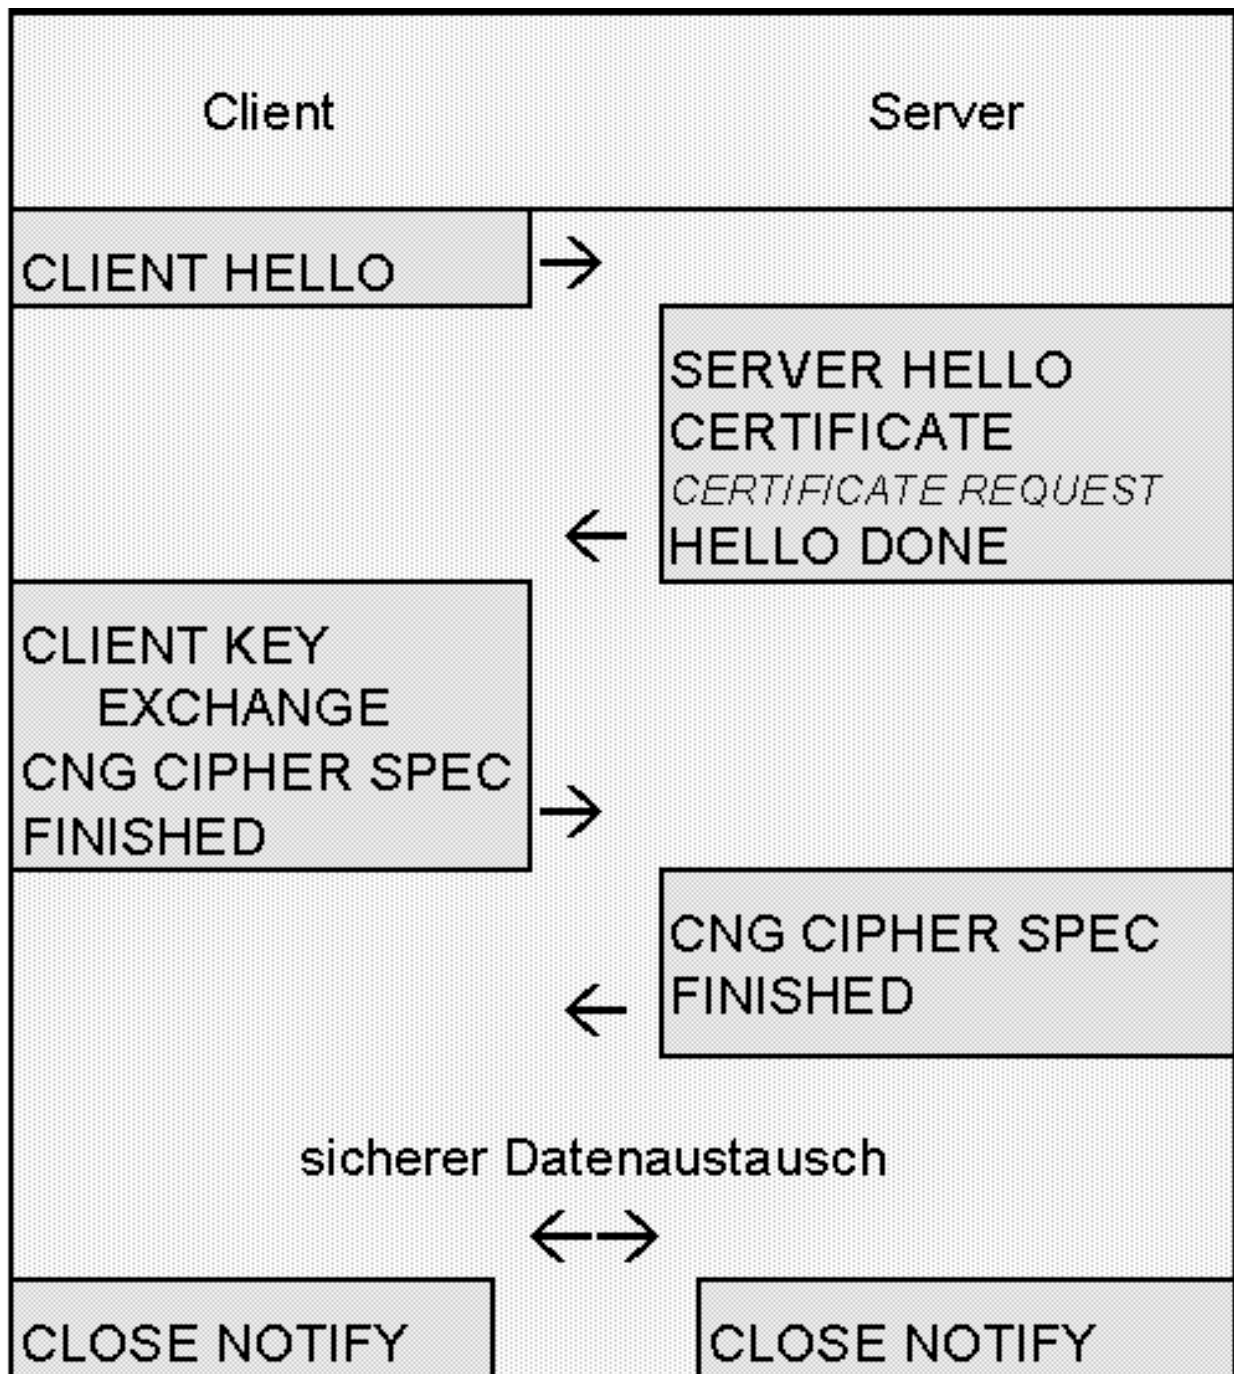 Client
Server
CLIENT HELLO
SERVER HELLO
CERTIFICATE
CERTIFICATE REQUEST
HELLO DONE
CLIENT KEY
EXCHANGE
CNG CIPHER SPEC
FINISHED
CNG CIPHER SPEC
FINISHED
sicherer Datenaustausch
CLOSE NOTIFY
CLOSE NOTIFY